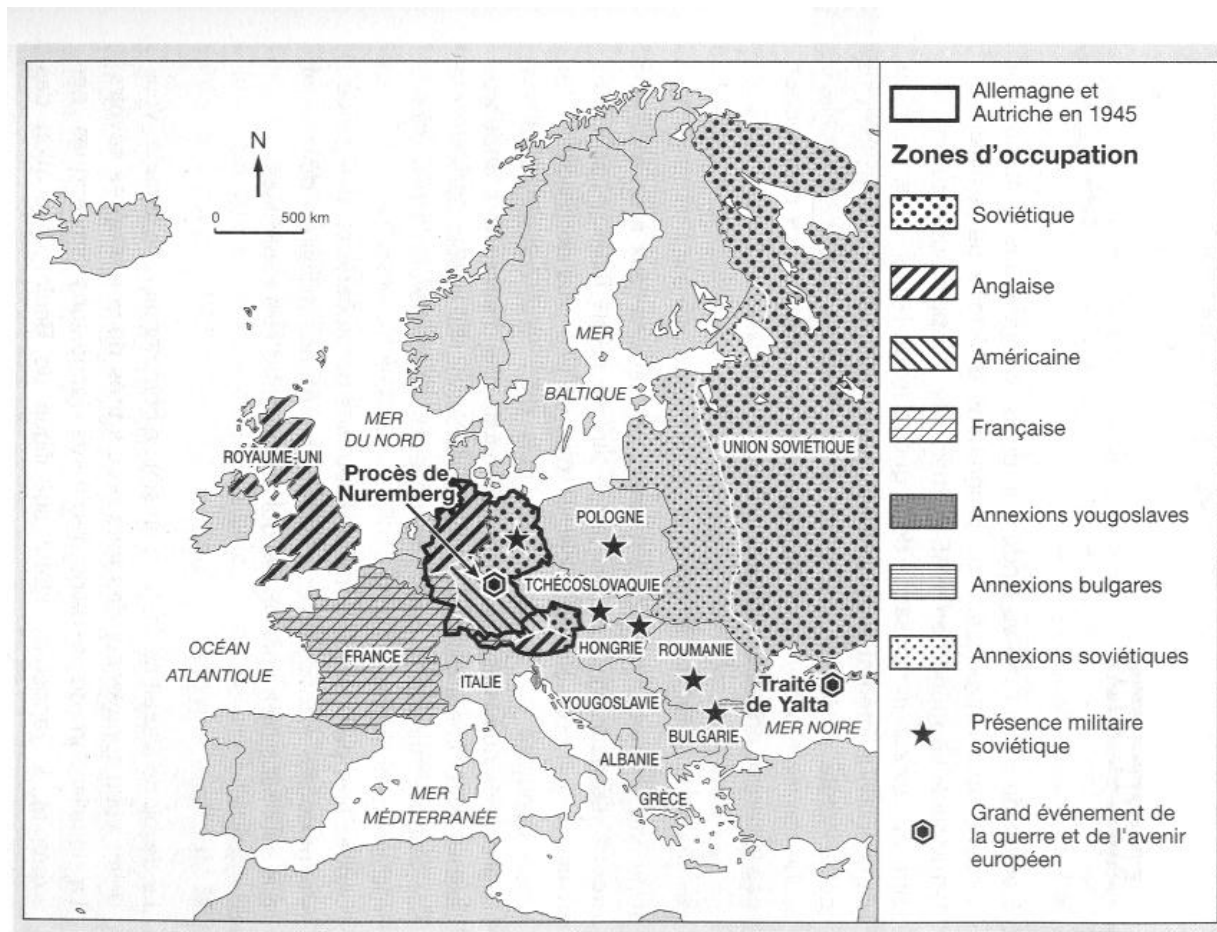 N
0 500 km
MER
BALTIQUE
MER
DU NORD
ROYAUME-UNI
Procès de
Nuremberg
UNION SOVIÉTIQUE
POLOGNE
TCHÉCOSLOVAQUIE
OCÉAN
ATLANTIQUE
FRANCE
HONGRIE
ROUMANIE
ITALIE
Traité
de Yalta
YOUGOSLAVIE
MER NOIRE
BULGARIE
ALBANIE
MER
MÉDITERRANÉE
GRÈCE
Allemagne et
Autriche en 1945
Zones d'occupation
Soviétique
Anglaise
Américaine
Française
Annexions yougoslaves
Annexions bulgares
Annexions soviétiques
Présence militaire
soviétique
Grand événement de
la guerre et de l'avenir
européen